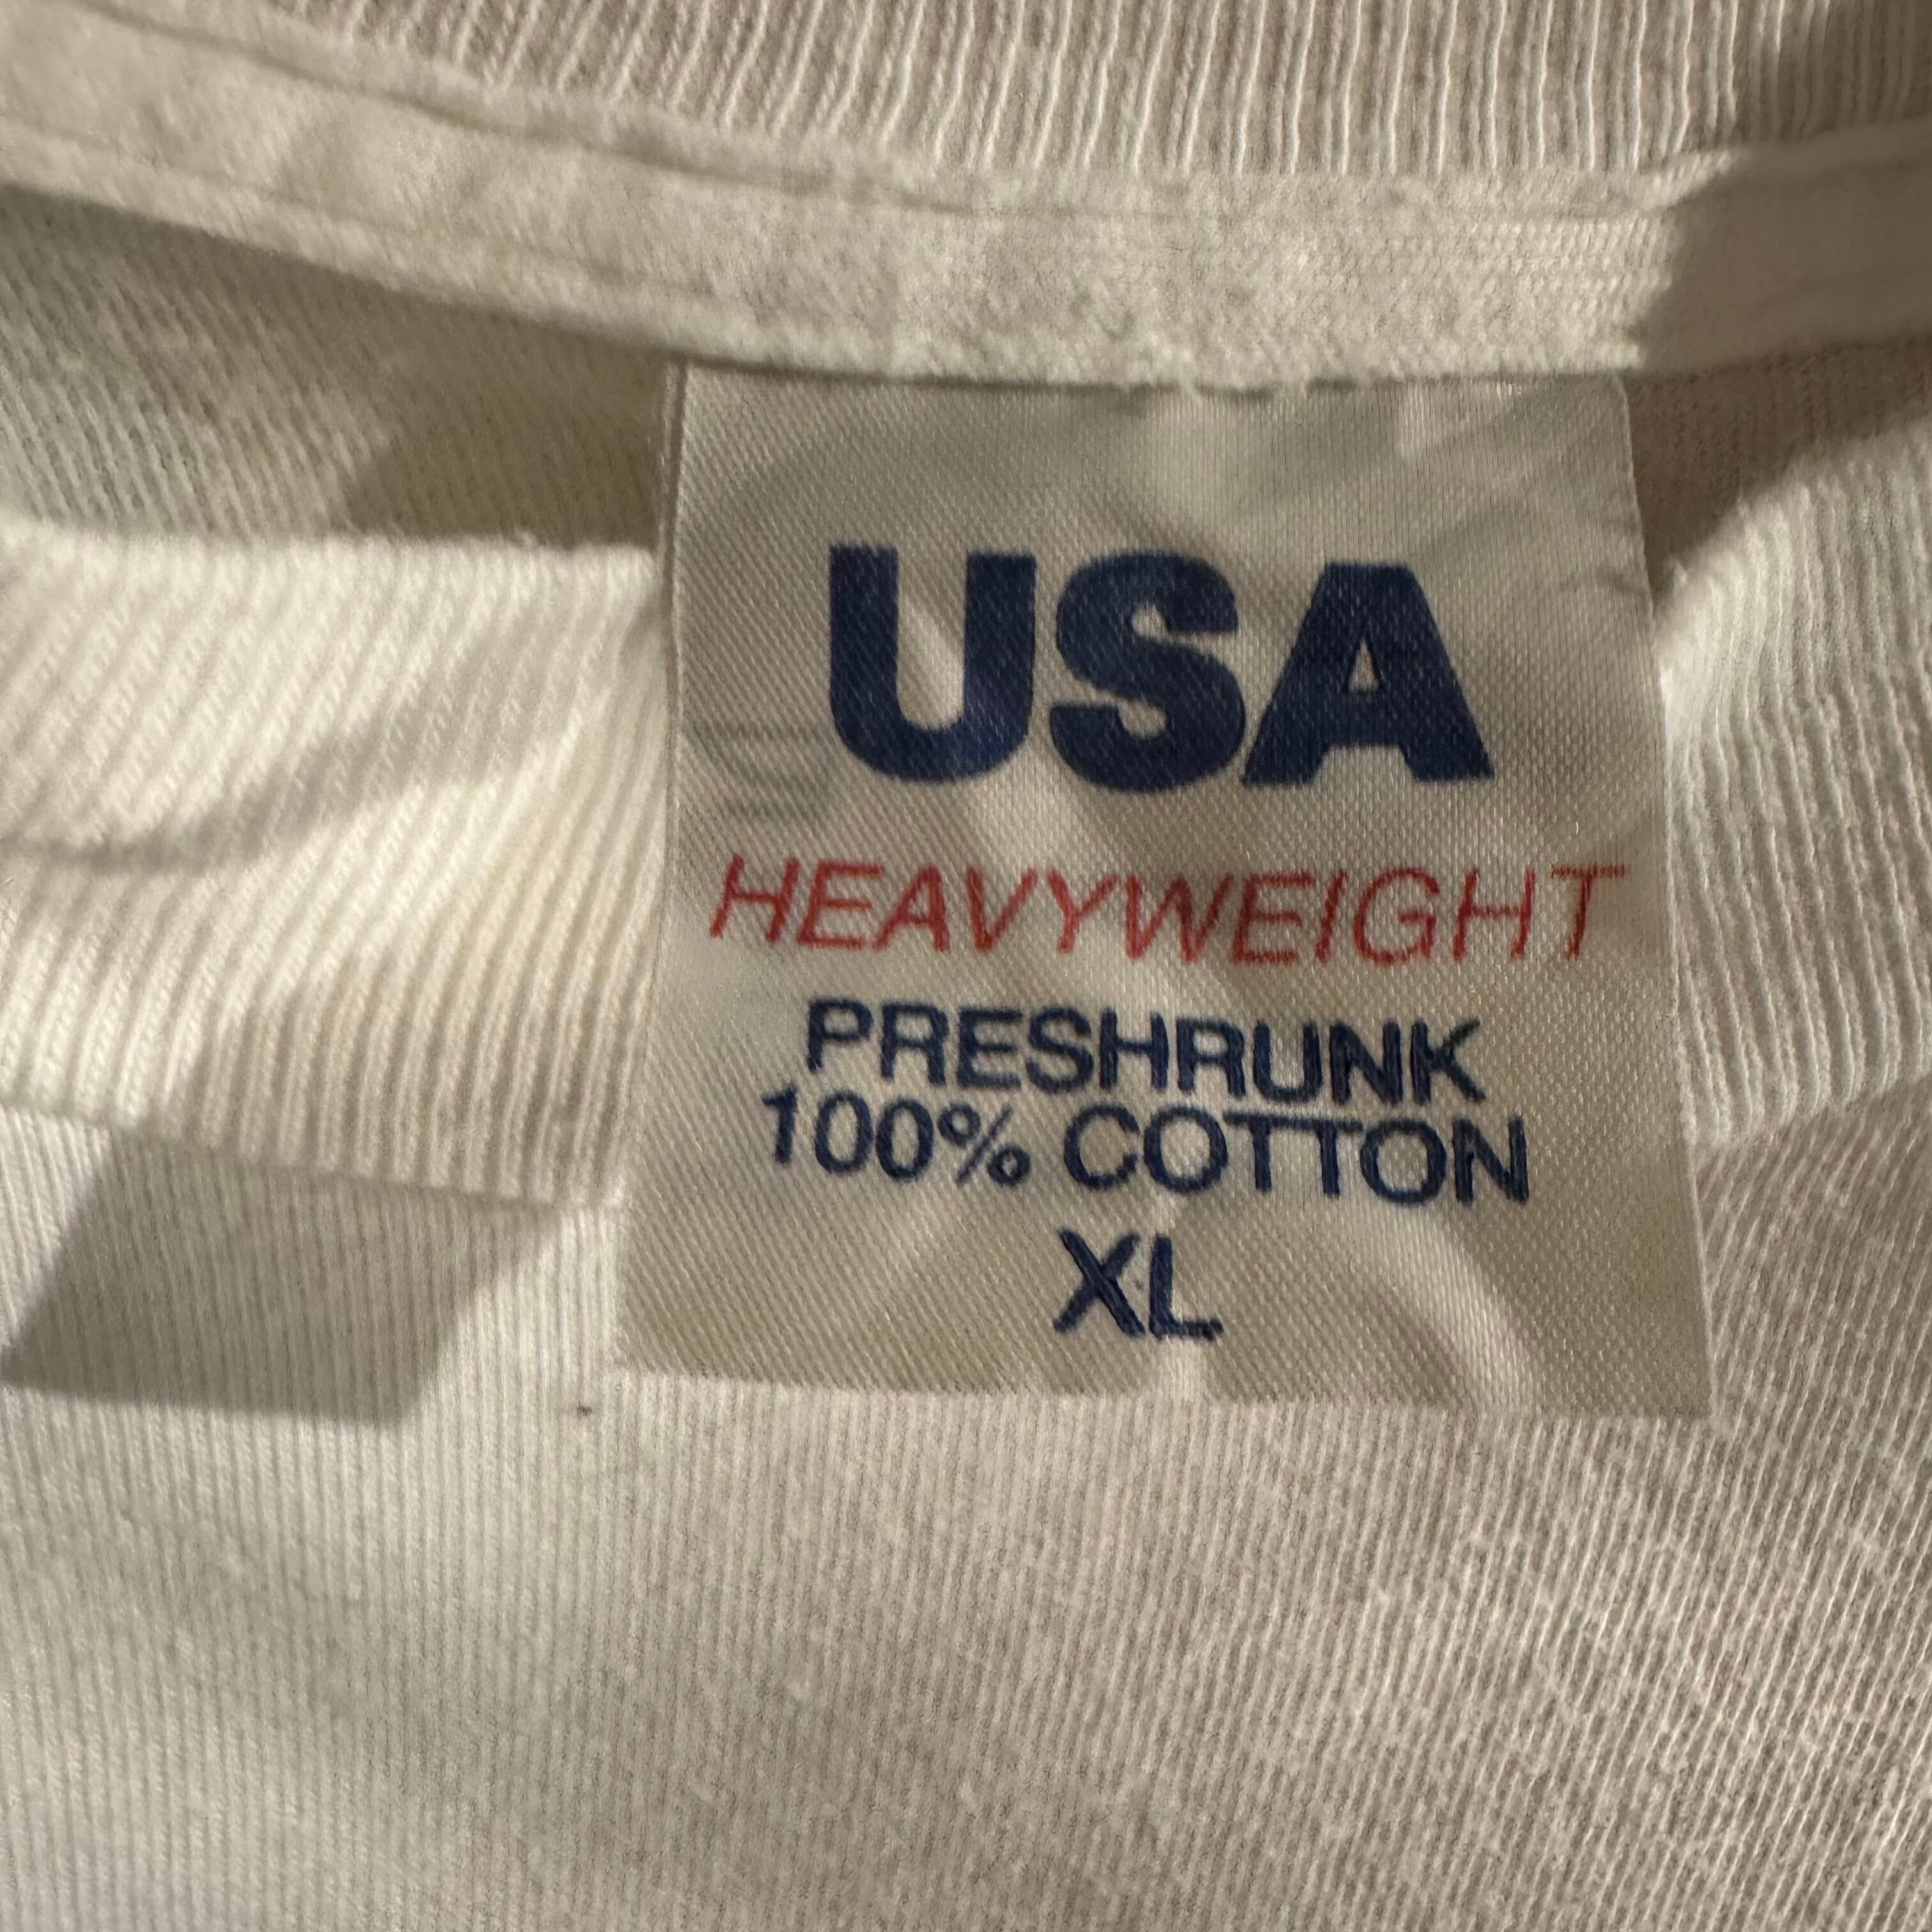 USA
HEAVYWEIGHT
PRESHRUNK
100% COTTON
XL